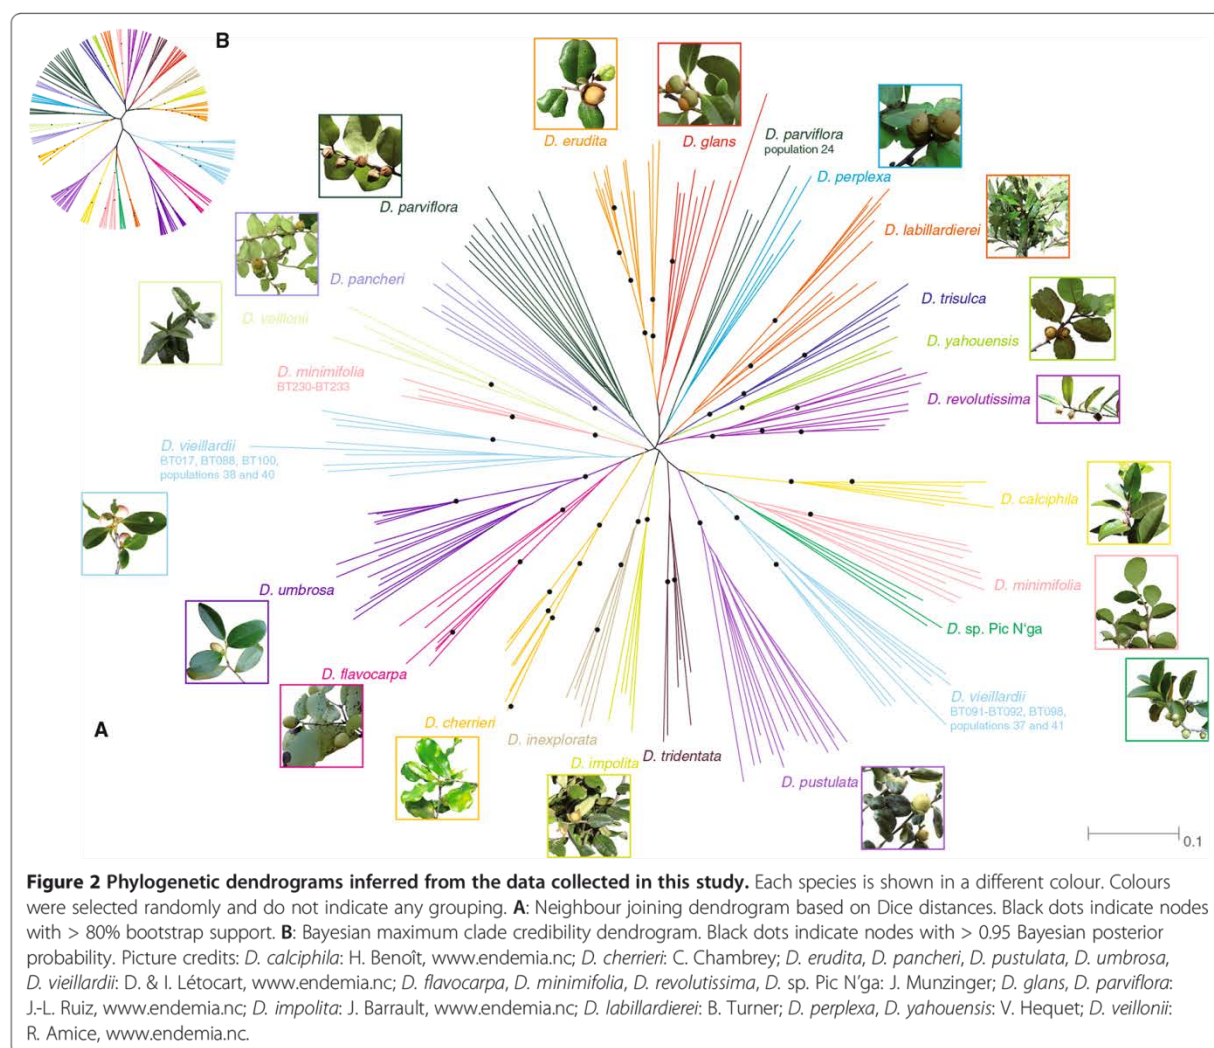 B
D. erudita
D. glans
D. parviflora
population 24
D. perplexa
D. parviflora
D. labillardierei
D. pancheri
D. trisulca
D. veillonii
D. yahouensis
D. minimifolia
BT230-BT233
D. revolutissima
D. vieillardii
BT017, BT088, BT100,
populations 38 and 40
D. calciphila
D. minimifolia
D. umbrosa
D. sp. Pic N'ga
D. flavocarpa
D. vieillardii
BT091-BT092, BT098,
populations 37 and 41
A
D. cherrieri
D. inexplorata
D. tridentata
D. impolita
D. pustulata
0.1
Figure 2 Phylogenetic dendrograms inferred from the data collected in this study. Each species is shown in a different colour. Colours
were selected randomly and do not indicate any grouping. A: Neighbour joining dendrogram based on Dice distances. Black dots indicate nodes
with > 80% bootstrap support. B: Bayesian maximum clade credibility dendrogram. Black dots indicate nodes with > 0.95 Bayesian posterior
probability. Picture credits: D. calciphila: H. Benoît, www.endemia.nc; D. cherrieri: C. Chambrey; D. erudita, D. pancheri, D. pustulata, D. umbrosa,
D. vieillardii: D. & I. Létocart, www.endemia.nc; D. flavocarpa, D. minimifolia, D. revolutissima, D. sp. Pic N'ga: J. Munzinger; D. glans, D. parviflora:
J.-L. Ruiz, www.endemia.nc; D. impolita: J. Barrault, www.endemia.nc; D. labillardierei: B. Turner; D. perplexa, D. yahouensis: V. Hequet; D. veillonii:
R. Amice, www.endemia.nc.